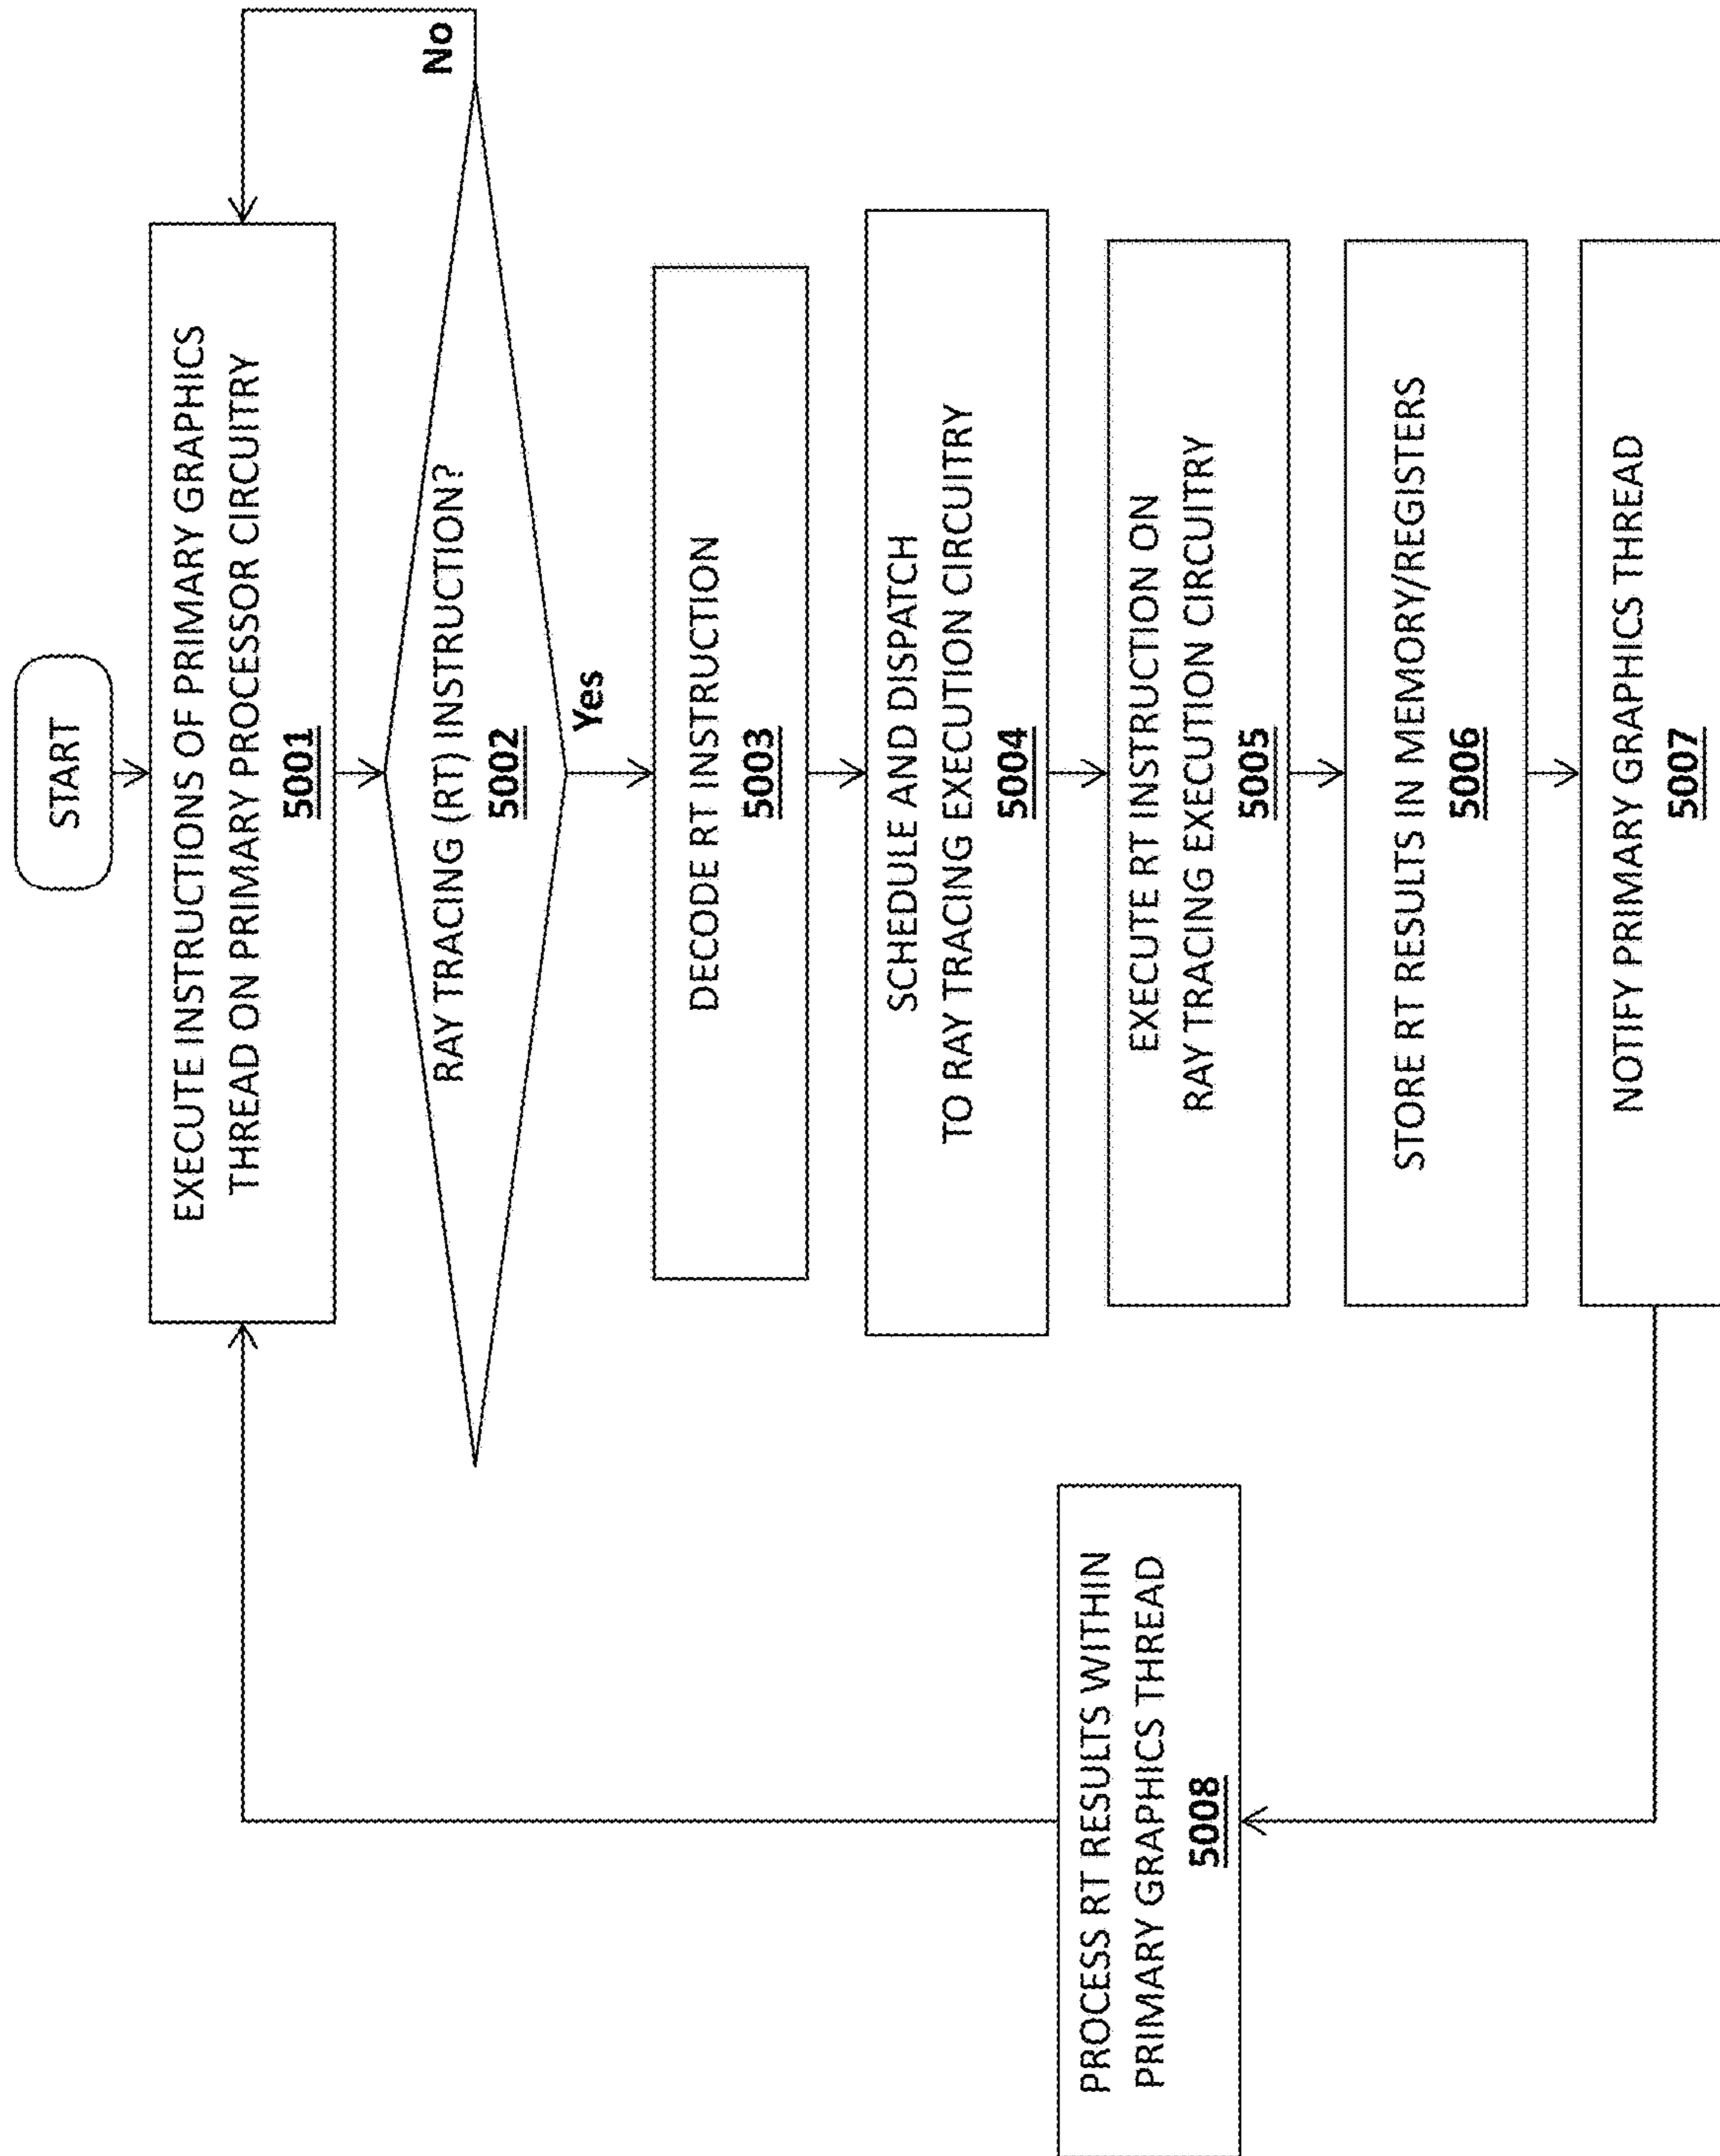 START
EXECUTE INSTRUCTIONS OF PRIMARY GRAPHICS
THREAD ON PRIMARY PROCESSOR CIRCUITRY
5001
No
RAY TRACING (RT) INSTRUCTION?
5002
Yes
DECODE RT INSTRUCTION
5003
SCHEDULE AND DISPATCH
TO RAY TRACING EXECUTION CIRCUITRY
5004
EXECUTE RT INSTRUCTION ON
RAY TRACING EXECUTION CIRCUITRY
5005
STORE RT RESULTS IN MEMORY/REGISTERS
5006
NOTIFY PRIMARY GRAPHICS THREAD
5007
PROCESS RT RESULTS WITHIN
PRIMARY GRAPHICS THREAD
5008